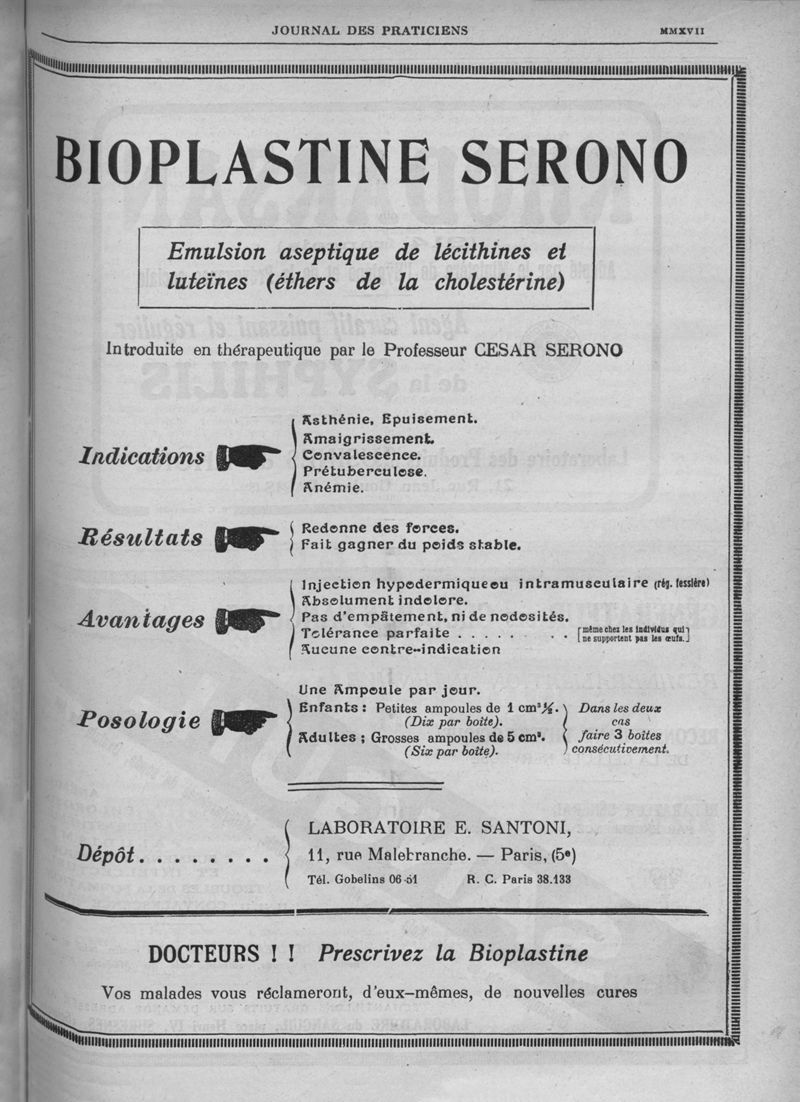 JOURNAL DES PRATICIENS
MMXVII
BIOPLASTINE SERONO
Emulsion aseptique de lécithines et
luteïnes (éthers de la cholestérine)
Introduite en thérapeutique par le Professeur CESAR SERONO
Indications
Asthénie, Epuisement.
Amaigrissement.
Convalescence.
Prétuberculose.
Anémie.
Résultats
Redonne des forces.
Fait gagner du poids stable.
Avantages
Injection hypodermique ou intramusculaire (rég. fessière)
Absolument indolore.
Pas d'empâtement, ni de nodosités.
Tolérance parfaite . . . . . . . [même chez les individus qui
ne supportent pas les œufs.]
Aucune contre-indication
Posologie
Une Ampoule par jour.
Enfants : Petites ampoules de 1 cm³ ½.
(Dix par boîte).
Adultes ; Grosses ampoules de 5 cm³.
(Six par boîte).
Dans les deux
cas
faire 3 boîtes
consécutivement.
Dépôt. . . . . . . .
LABORATOIRE E. SANTONI,
11, rue Malebranche. — Paris, (5e)
Tél. Gobelins 06-61 R. C. Paris 38.133
DOCTEURS ! ! Prescrivez la Bioplastine
Vos malades vous réclameront, d'eux-mêmes, de nouvelles cures